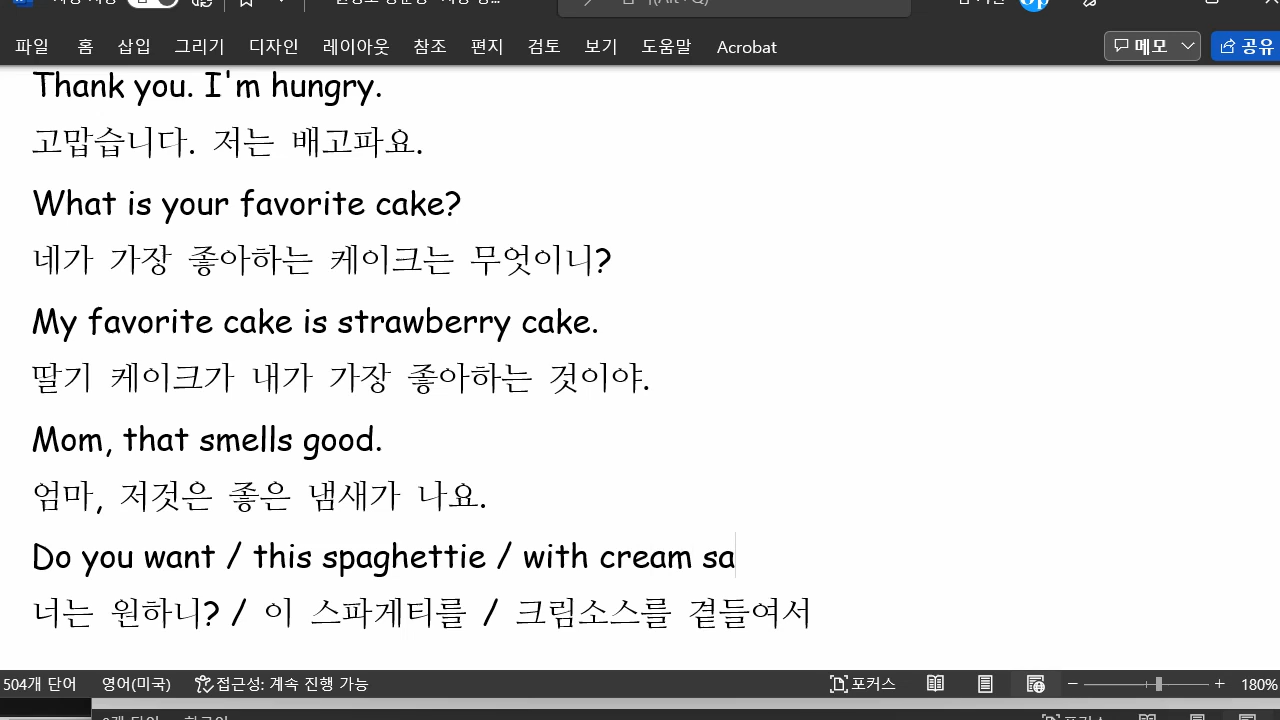 파일 홈 삽입 그리기 디자인 레이아웃 참조 편지 검토 보기 도움말 Acrobat 메모 공유
Thank you. I'm hungry.
고맙습니다. 저는 배고파요.
What is your favorite cake?
네가 가장 좋아하는 케이크는 무엇이니?
My favorite cake is strawberry cake.
딸기 케이크가 내가 가장 좋아하는 것이야.
Mom, that smells good.
엄마, 저것은 좋은 냄새가 나요.
Do you want / this spaghettie / with cream sa
너는 원하니? / 이 스파게티를 / 크림소스를 곁들여서
504개 단어 영어(미국) 접근성: 계속 진행 가능 포커스 180%